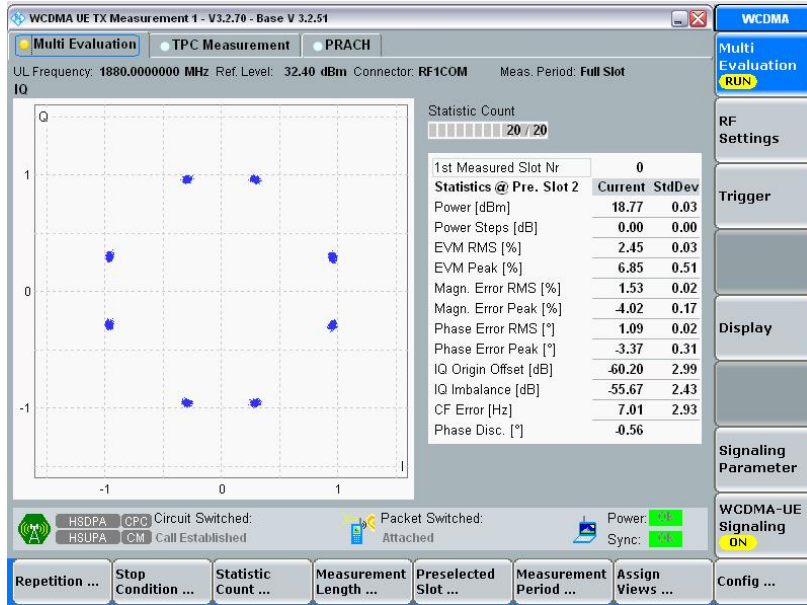 WCDMA UE TX Measurement 1 - V3.2.70 - Base V 3.2.51
WCDMA
Multi Evaluation
TPC Measurement
PRACH
UL Frequency: 1880.0000000 MHz Ref. Level: 32.40 dBm Connector: RF1COM Meas. Period: Full Slot
IQ
Q
1
0
-1
-1 0 1
I
Statistic Count
20 / 20
1st Measured Slot Nr 0
Statistics @ Pre. Slot 2 Current StdDev
Power [dBm] 18.77 0.03
Power Steps [dB] 0.00 0.00
EVM RMS [%] 2.45 0.03
EVM Peak [%] 6.85 0.51
Magn. Error RMS [%] 1.53 0.02
Magn. Error Peak [%] -4.02 0.17
Phase Error RMS [°] 1.09 0.02
Phase Error Peak [°] -3.37 0.31
IQ Origin Offset [dB] -60.20 2.99
IQ Imbalance [dB] -55.67 2.43
CF Error [Hz] 7.01 2.93
Phase Disc. [°] -0.56
Multi
Evaluation
RUN
RF
Settings
Trigger
Display
Signaling
Parameter
WCDMA-UE
Signaling
ON
HSDPA CPC Circuit Switched:
HSUPA CM Call Established
Packet Switched:
Attached
Power:
Sync:
Repetition ...
Stop
Condition ...
Statistic
Count ...
Measurement
Length ...
Preselected
Slot ...
Measurement
Period ...
Assign
Views ...
Config ...